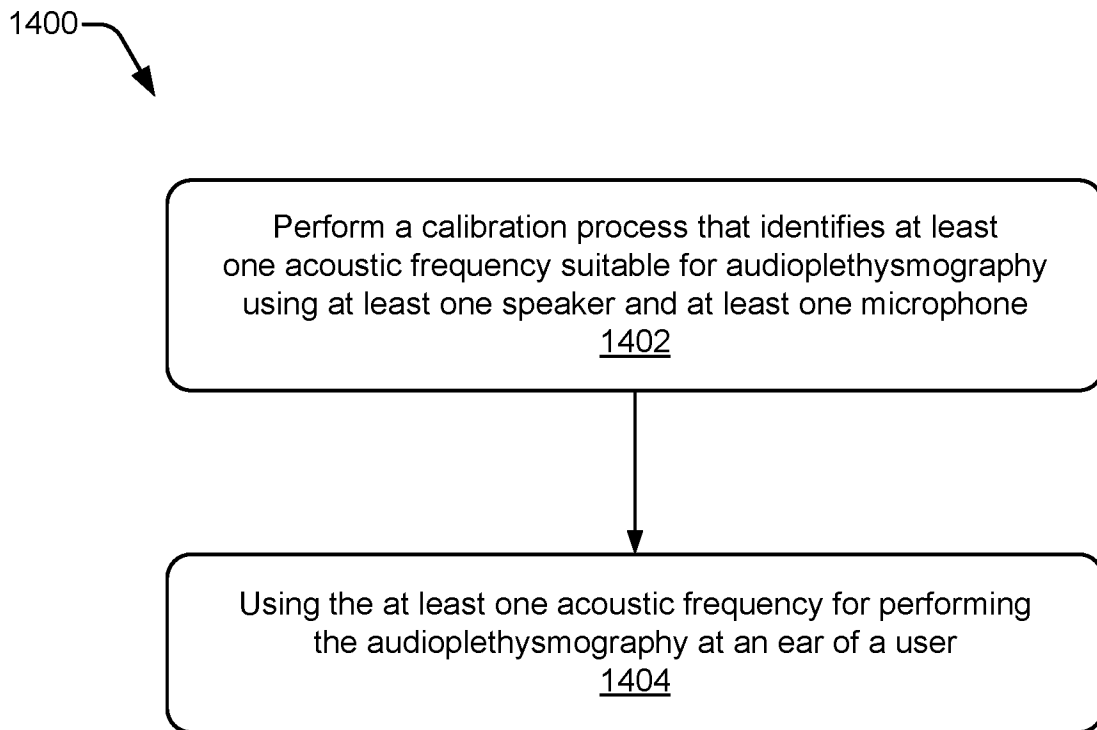 1400
Perform a calibration process that identifies at least
one acoustic frequency suitable for audioplethysmography
using at least one speaker and at least one microphone
1402
Using the at least one acoustic frequency for performing
the audioplethysmography at an ear of a user
1404